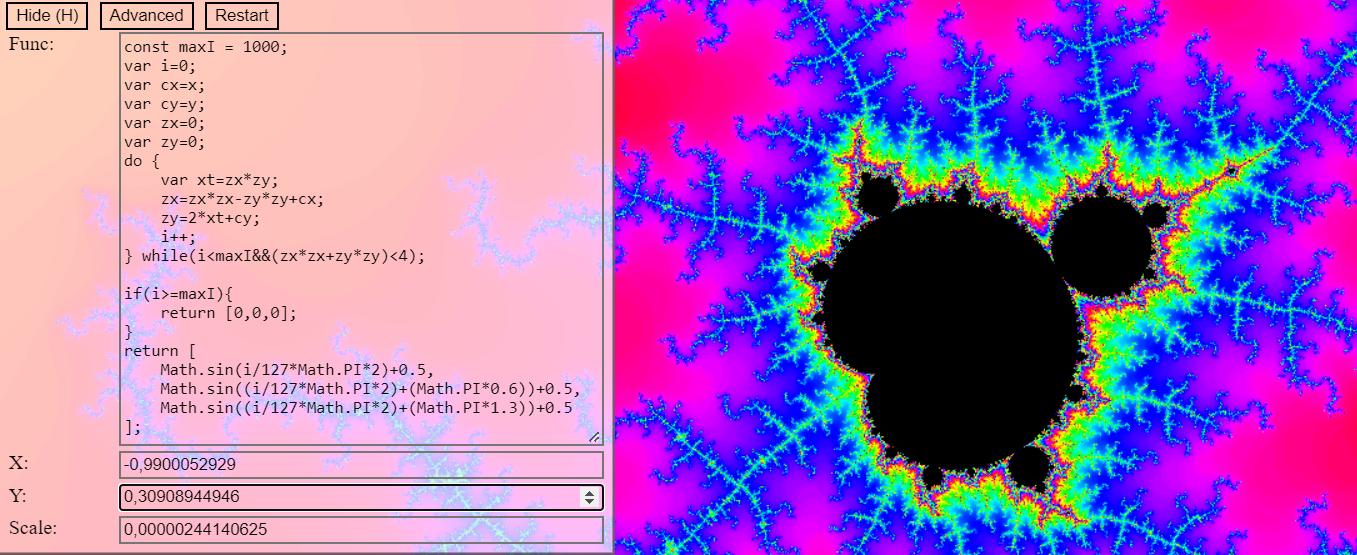 Hide (H) Advanced Restart
Func:
const maxI = 1000;
var i=0;
var cx=x;
var cy=y;
var zx=0;
var zy=0;
do {
    var xt=zx*zy;
    zx=zx*zx-zy*zy+cx;
    zy=2*xt+cy;
    i++;
} while(i<maxI&&(zx*zx+zy*zy)<4);
if(i>=maxI){
    return [0,0,0];
}
return [
    Math.sin(i/127*Math.PI*2)+0.5,
    Math.sin((i/127*Math.PI*2)+(Math.PI*0.6))+0.5,
    Math.sin((i/127*Math.PI*2)+(Math.PI*1.3))+0.5
];
X: -0,9900052929
Y: 0,30908944946
Scale: 0,00000244140625